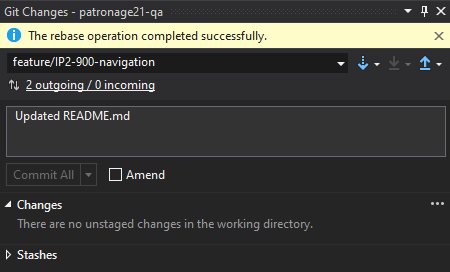 Git Changes - patronage21-qa
The rebase operation completed successfully.
feature/IP2-900-navigation
2 outgoing / 0 incoming
Updated README.md
Commit All
Amend
Changes
There are no unstaged changes in the working directory.
Stashes